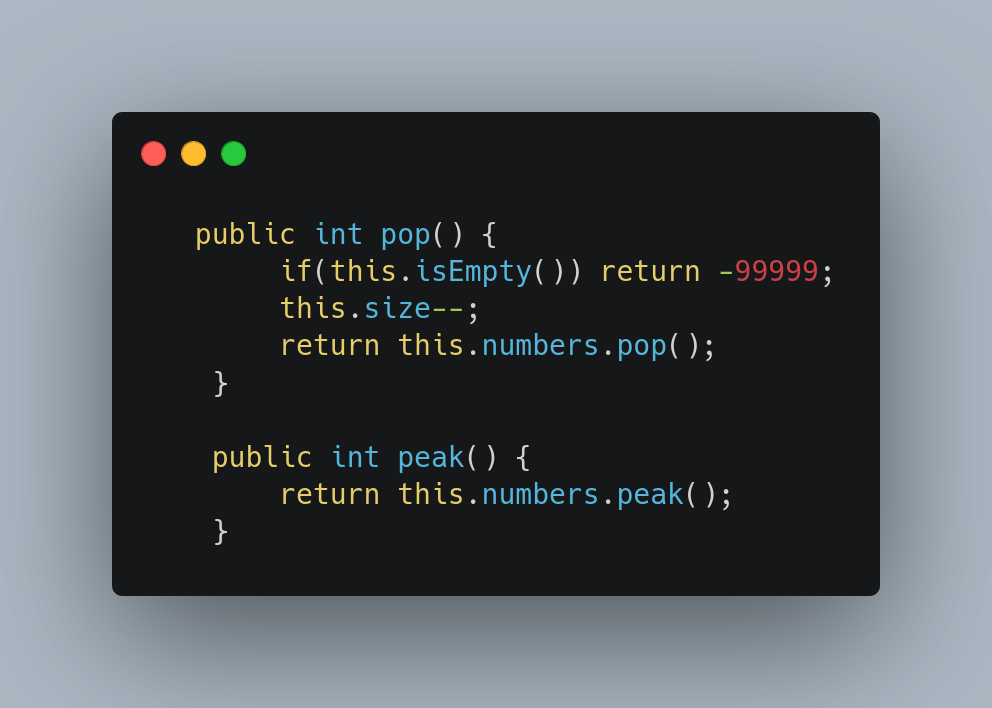 public int pop() {
if(this.isEmpty()) return -99999;
this.size--;
return this.numbers.pop();
}
public int peak() {
return this.numbers.peak();
}